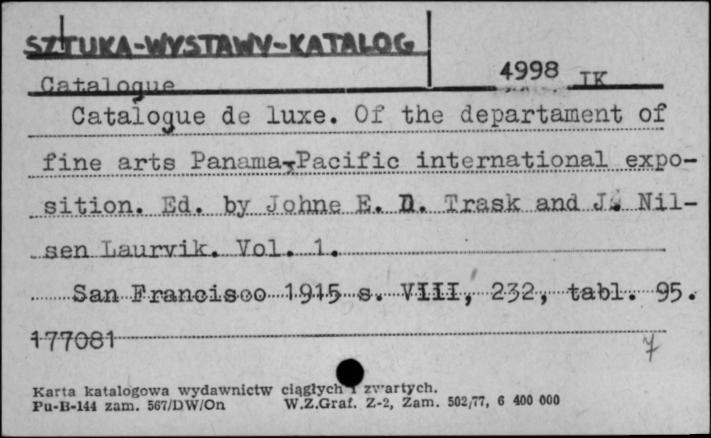 SZTUKA-WYSTAWY-KATALOG
4998 IK
Catalogue
Catalogue de luxe. Of the departament of
fine arts Panama-Pacific international expo-
sition. Ed. by Johne E. D. Trask and J. Nil-
sen Laurvik. Vol. 1.
San Francisco 1915 s. VIII, 232, tabl. 95.
177081
7
Karta katalogowa wydawnictw ciągłych i zwartych.
Pu-B-144 zam. 567/DW/On W.Z.Graf. Z-2, Zam. 502/77, 6 400 000